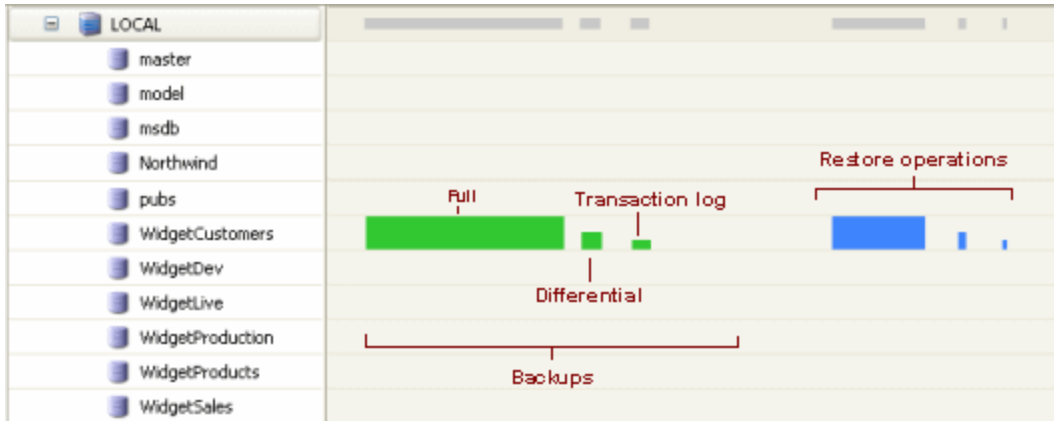 LOCAL
master
model
msdb
Northwind
Restore operations
pubs
Full
Transaction log
WidgetCustomers
WidgetDev
Differential
WidgetLive
WidgetProduction
WidgetProducts
Backups
WidgetSales